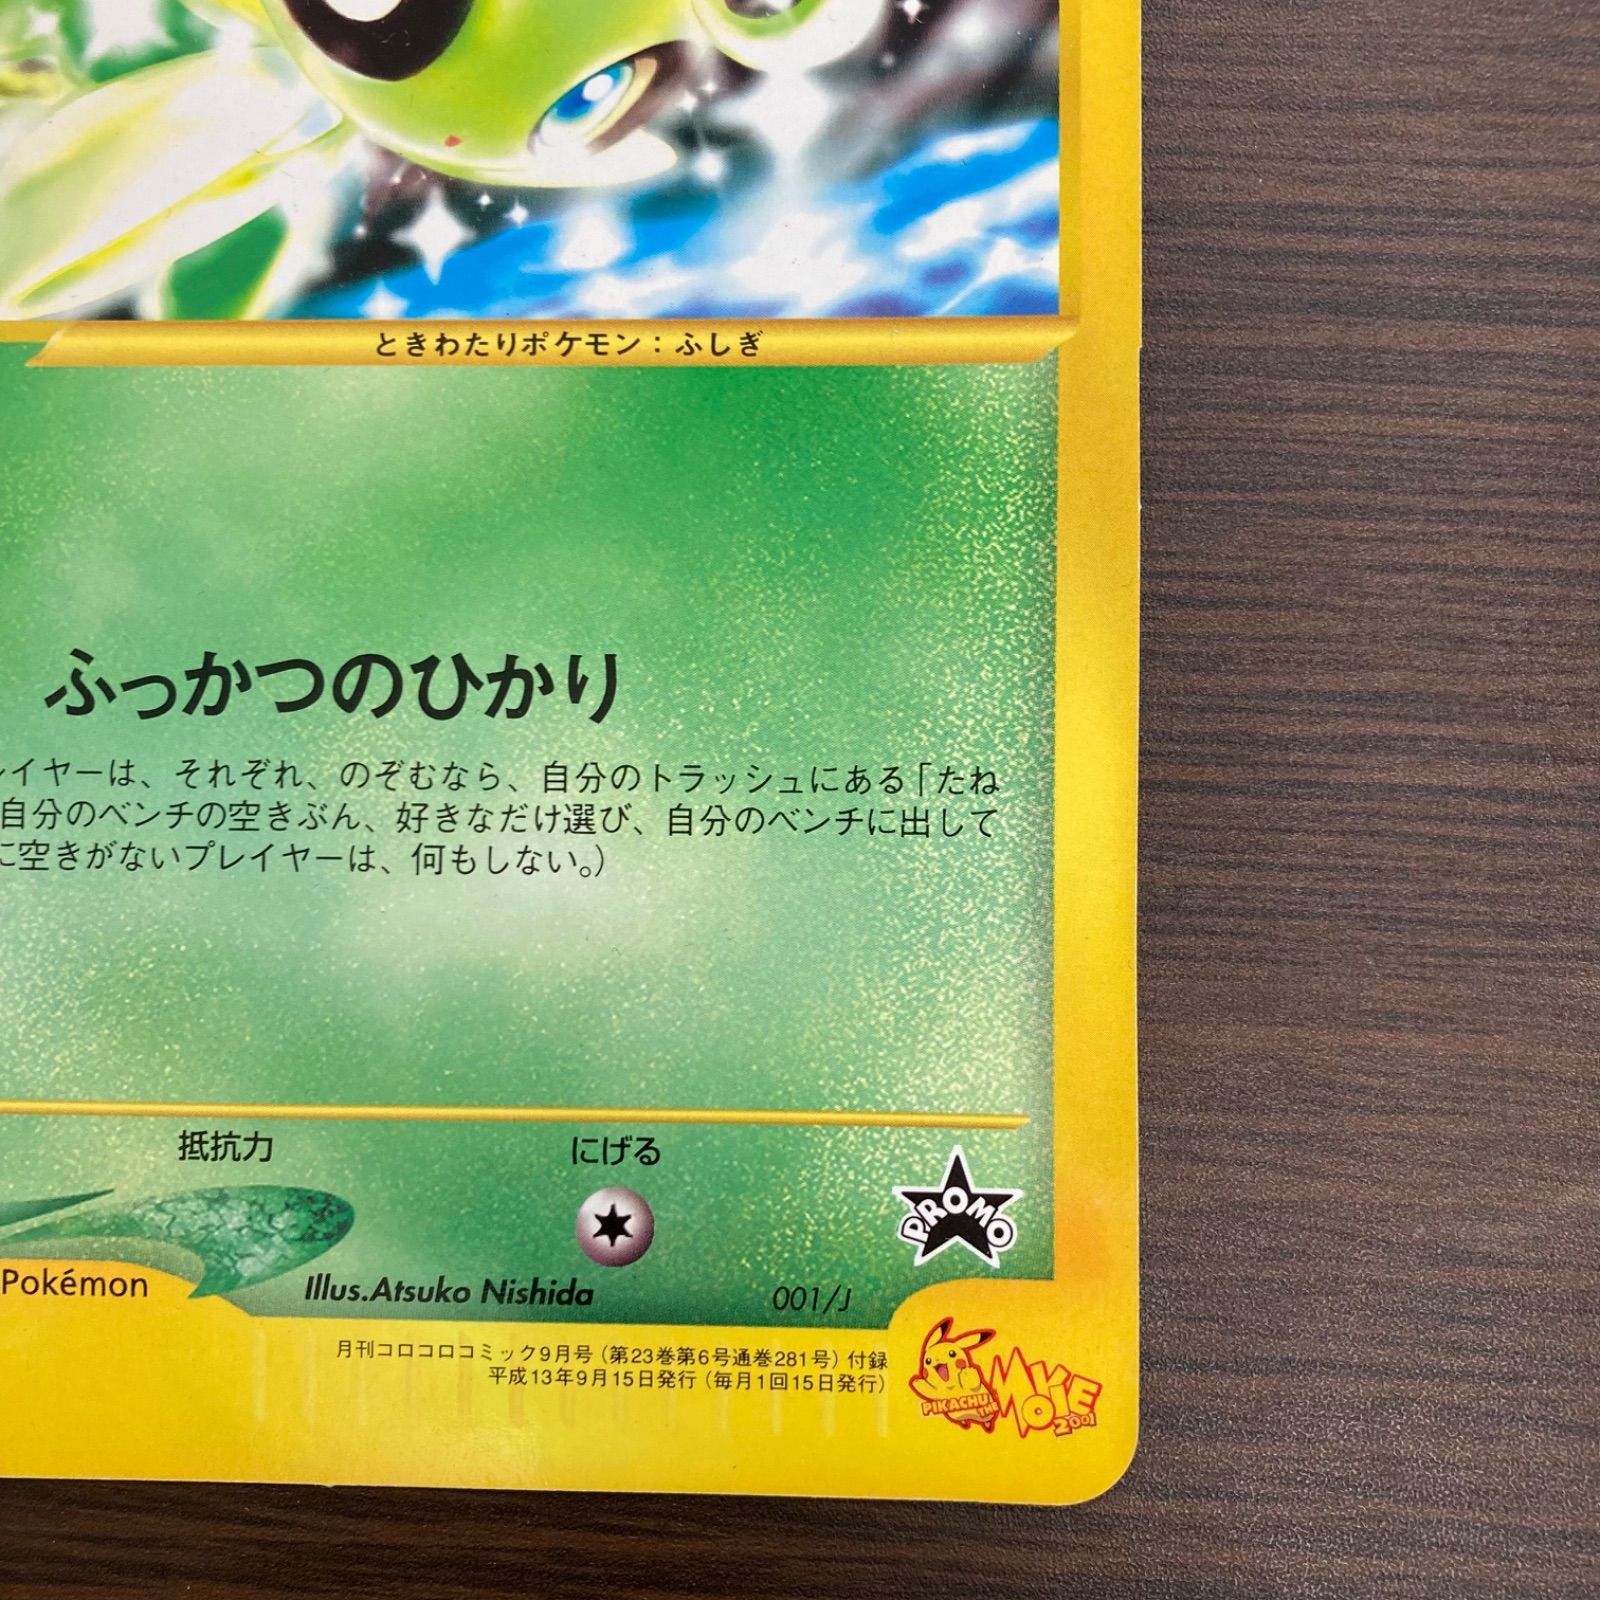 ときわたりポケモン：ふしぎ
ふっかつのひかり
レイヤーは、それぞれ、のぞむなら、自分のトラッシュにある「たね
自分のベンチの空きぶん、好きなだけ選び、自分のベンチに出して
に空きがないプレイヤーは、何もしない。）
抵抗力 にげる
PROMO
Pokémon Illus.Atsuko Nishida 001/J
月刊コロコロコミック9月号（第23巻第6号通巻281号）付録
平成13年9月15日発行（毎月1回15日発行）
PIKACHU THE MOVIE 2001